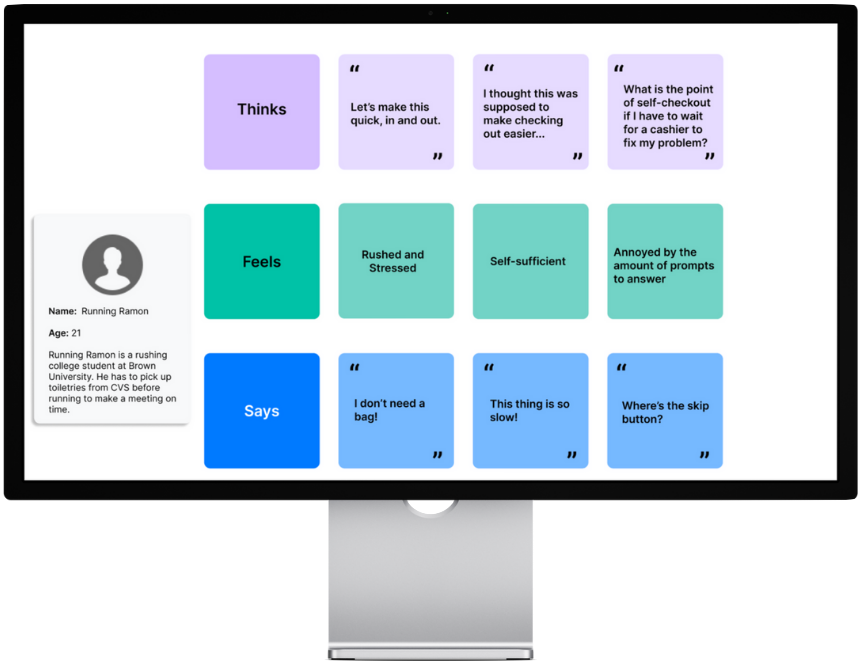 Thinks
“
Let’s make this
quick, in and out.
”
“
I thought this was
supposed to
make checking
out easier...
”
“
What is the point
of self-checkout
if I have to wait
for a cashier to
fix my problem?
”
Name: Running Ramon
Age: 21
Running Ramon is a rushing
college student at Brown
University. He has to pick up
toiletries from CVS before
running to make a meeting on
time.
Feels
Rushed and
Stressed
Self-sufficient
Annoyed by the
amount of prompts
to answer
Says
“
I don’t need a
bag!
”
“
This thing is so
slow!
”
“
Where’s the skip
button?
”